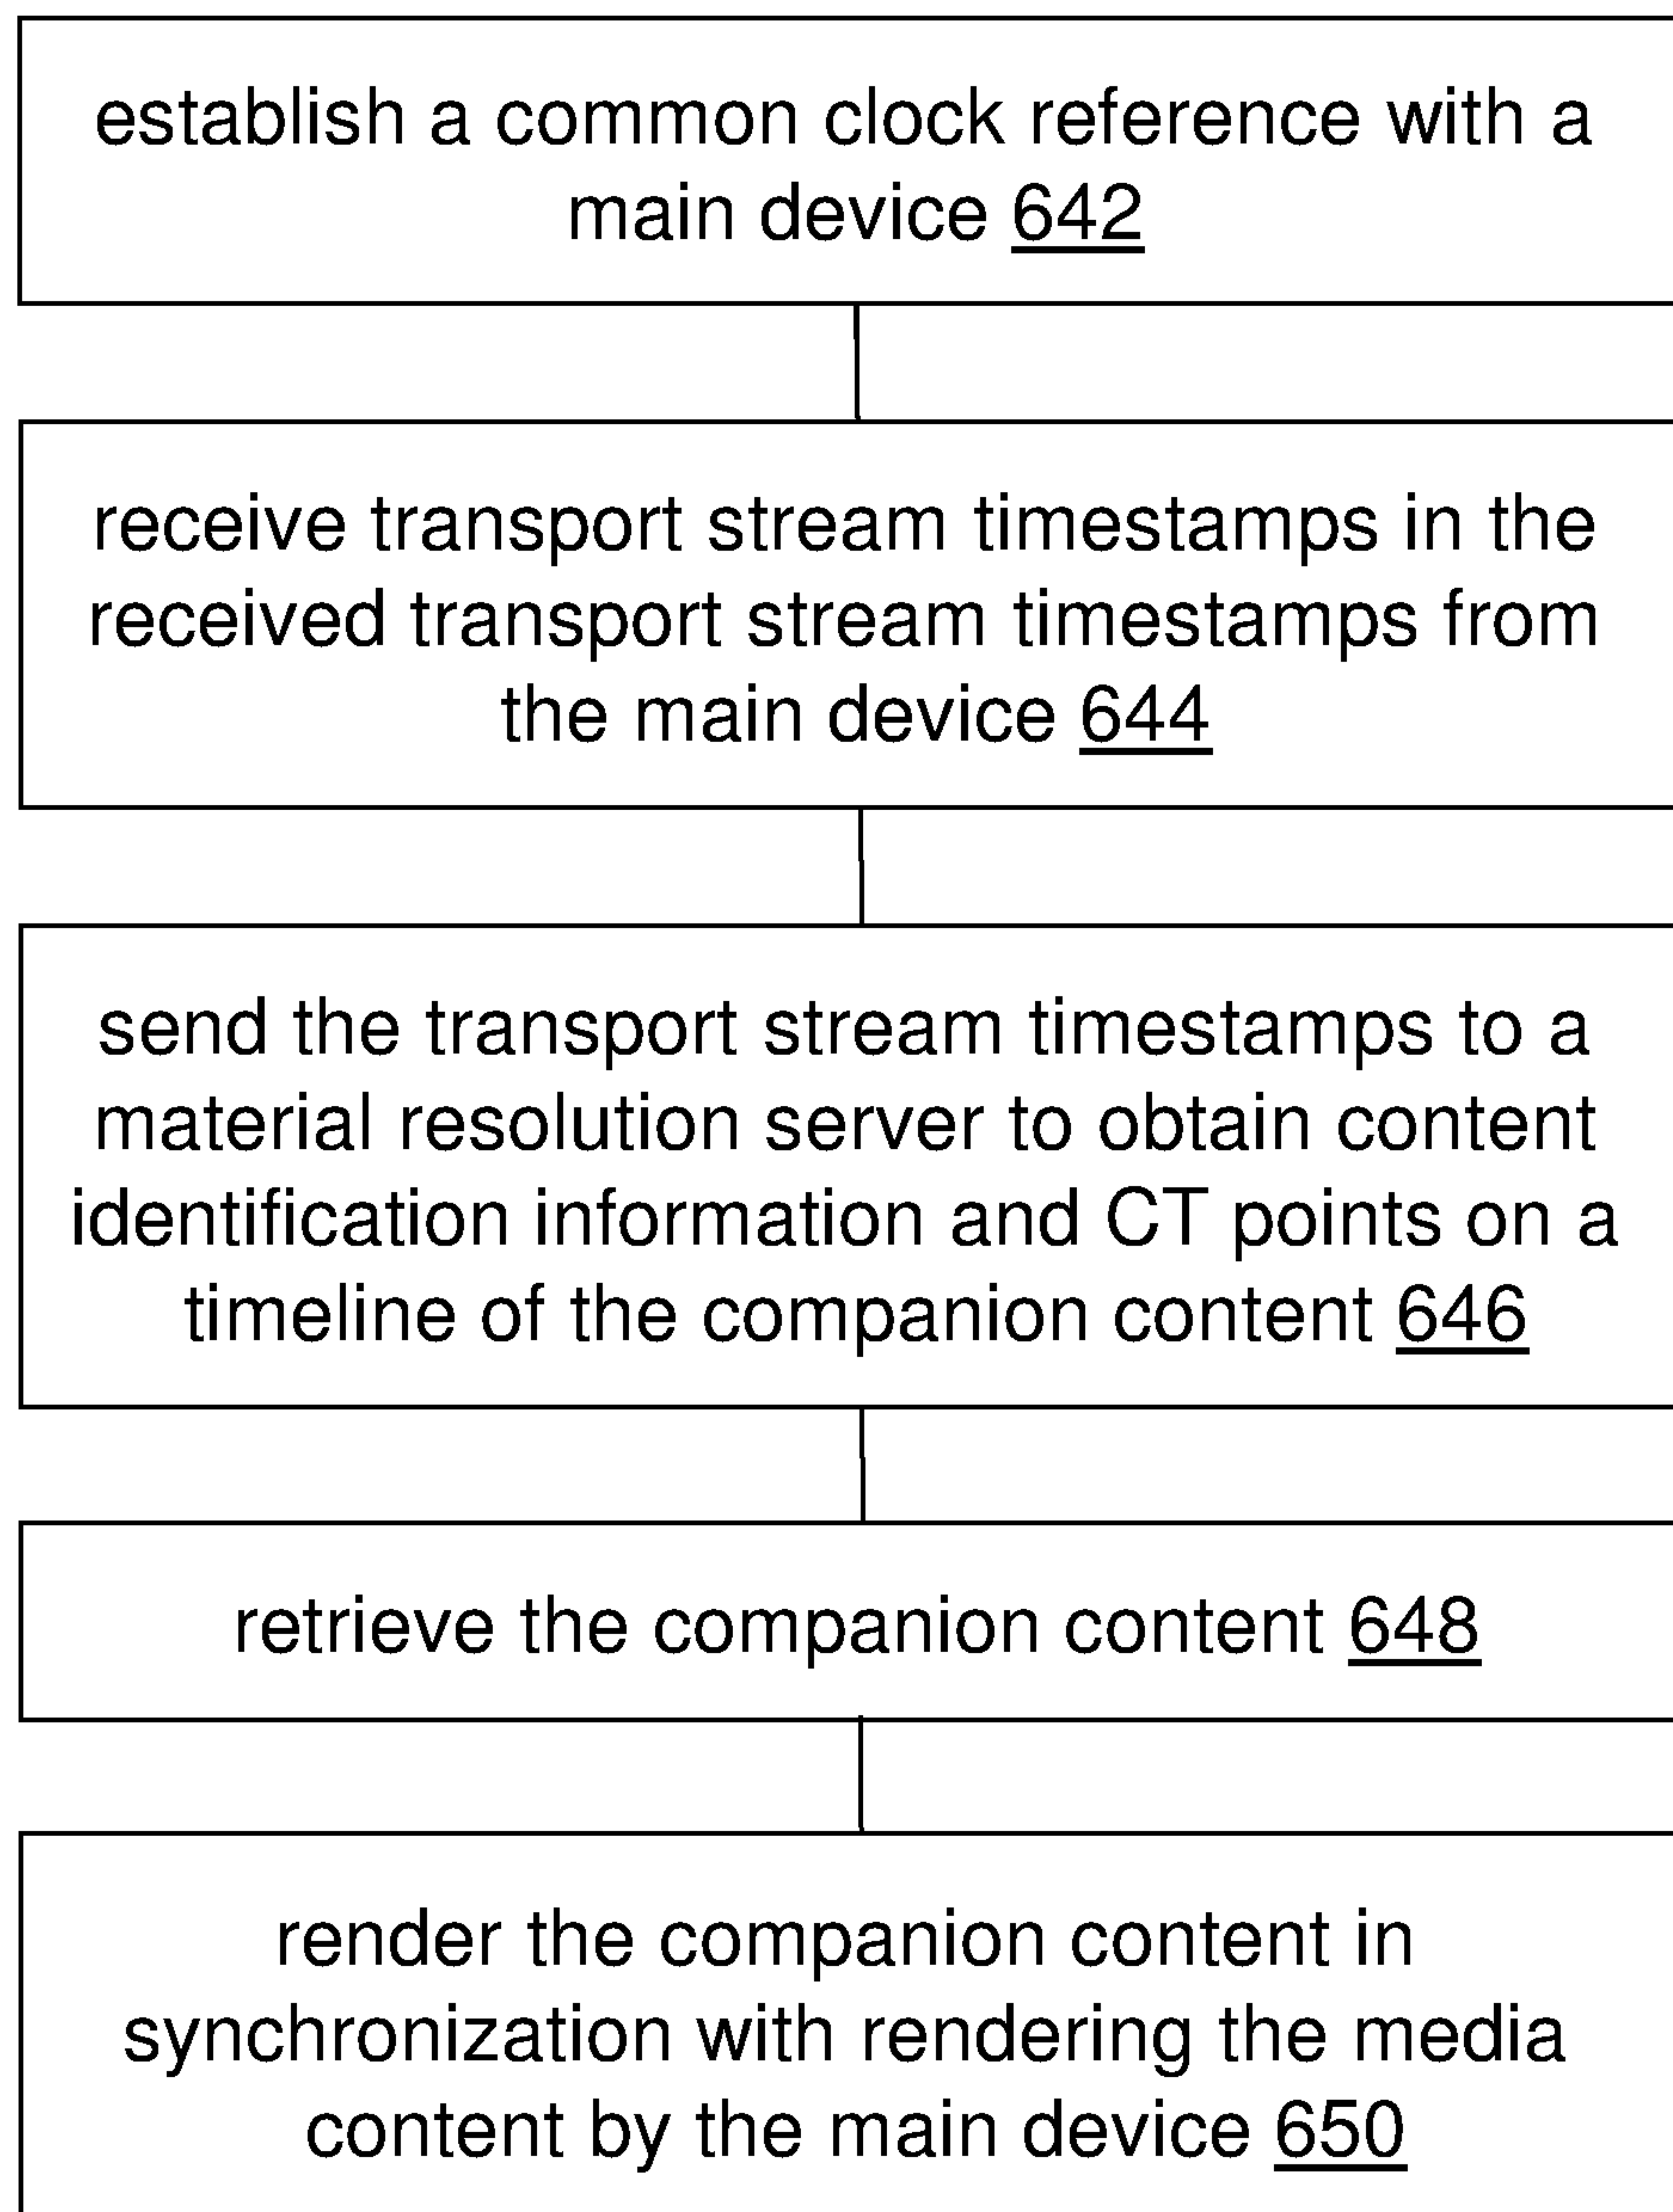 establish a common clock reference with a
main device 642
receive transport stream timestamps in the
received transport stream timestamps from
the main device 644
send the transport stream timestamps to a
material resolution server to obtain content
identification information and CT points on a
timeline of the companion content 646
retrieve the companion content 648
render the companion content in
synchronization with rendering the media
content by the main device 650